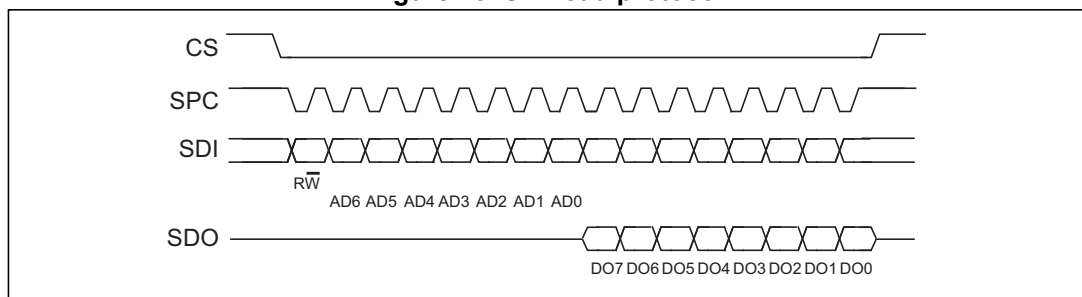 CS
SPC
SDI
RW
AD6 AD5 AD4 AD3 AD2 AD1 AD0
SDO
DO7 DO6 DO5 DO4 DO3 DO2 DO1 DO0